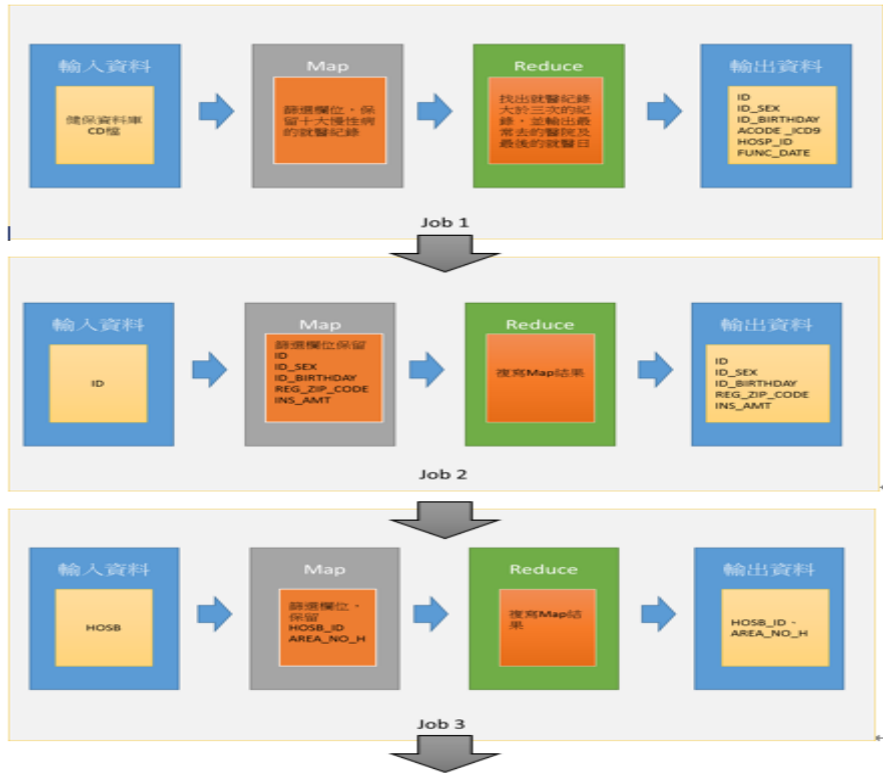 輸入資料
健保資料庫
CD檔
Map
篩選欄位，保
留十大慢性病
的就醫紀錄
Reduce
找出就醫紀錄
大於三次的紀
錄，並輸出最
常去的醫院及
最後的就醫日
輸出資料
ID
ID_SEX
ID_BIRTHDAY
ACODE _ICD9
HOSP_ID
FUNC_DATE
Job 1
輸入資料
ID
Map
篩選欄位保留
ID
ID_SEX
ID_BIRTHDAY
REG_ZIP_CODE
INS_AMT
Reduce
複寫Map結果
輸出資料
ID
ID_SEX
ID_BIRTHDAY
REG_ZIP_CODE
INS_AMT
Job 2
輸入資料
HOSB
Map
篩選欄位，
保留
HOSB_ID
AREA_NO_H
Reduce
複寫Map結
果
輸出資料
HOSB_ID、
AREA_NO_H
Job 3